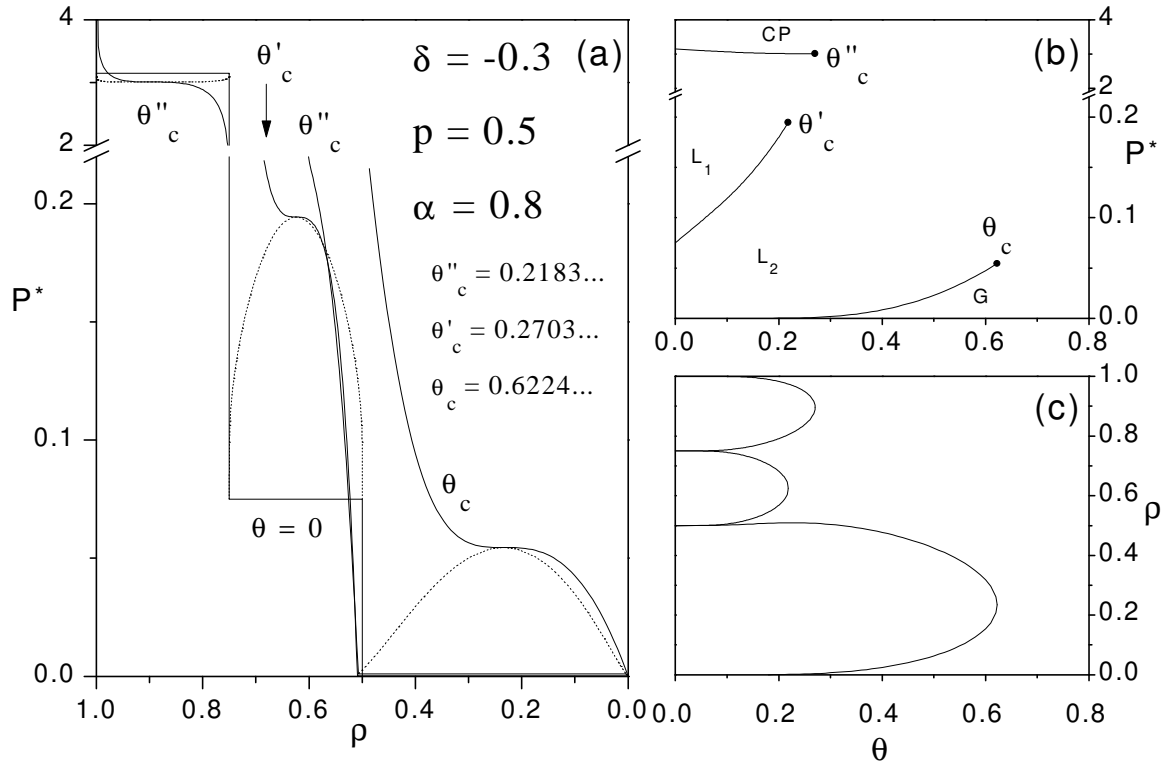 (a)
δ = -0.3
p = 0.5
α = 0.8
θ''c = 0.2183...
θ'c = 0.2703...
θc = 0.6224...
θ'c
θ''c
θ''c
θc
θ = 0
4
2
0.2
0.1
0.0
P*
1.0 0.8 0.6 0.4 0.2 0.0
ρ
(b)
CP
θ''c
θ'c
θc
L1
L2
G
4
2
0.2
0.1
0.0
P*
0.0 0.2 0.4 0.6 0.8
(c)
1.0
0.8
0.6
0.4
0.2
0.0
ρ
0.0 0.2 0.4 0.6 0.8
θ